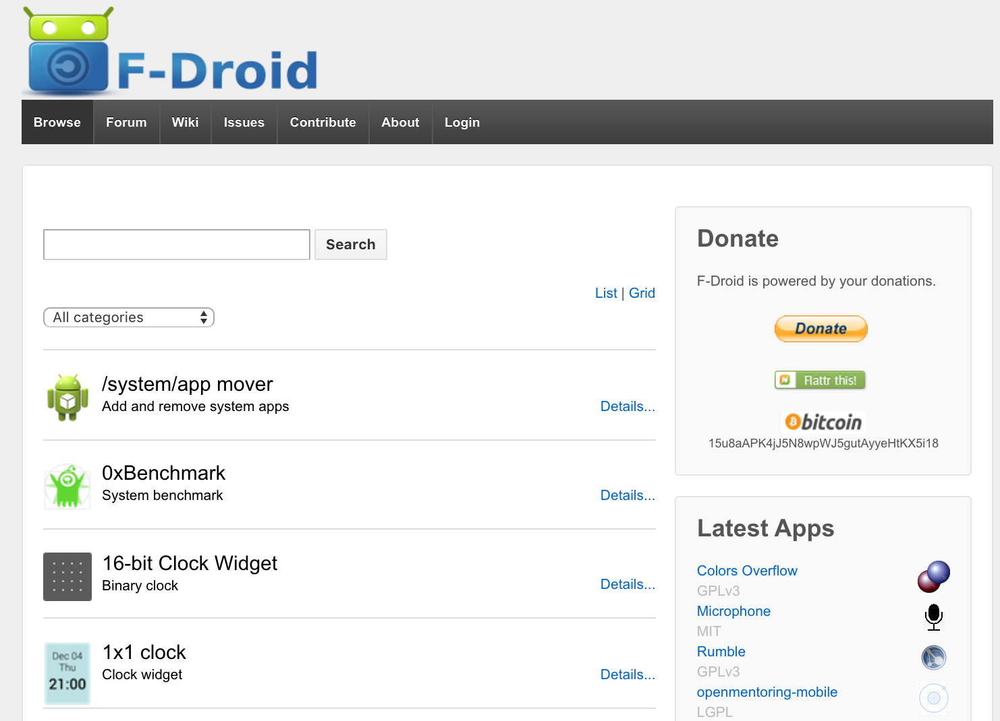 F-Droid
Browse Forum Wiki Issues Contribute About Login
Search
List | Grid
All categories
/system/app mover
Add and remove system apps
Details...
0xBenchmark
System benchmark
Details...
16-bit Clock Widget
Binary clock
Details...
Dec 04
Thu
21:00
1x1 clock
Clock widget
Details...
Donate
F-Droid is powered by your donations.
Donate
Flattr this!
bitcoin
15u8aAPK4jJ5N8wpWJ5gutAyyeHtKX5i18
Latest Apps
Colors Overflow
GPLv3
Microphone
MIT
Rumble
GPLv3
openmentoring-mobile
LGPL